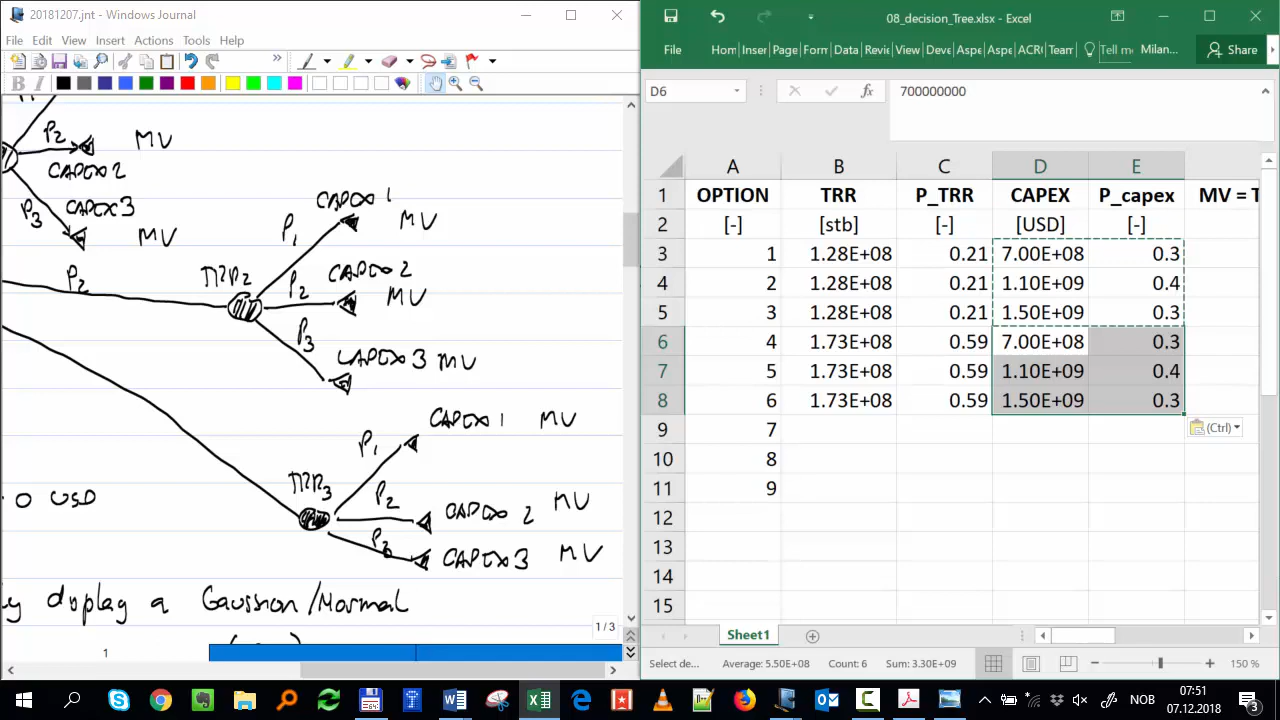 20181207.jnt - Windows Journal
File Edit View Insert Actions Tools Help
B I
P2 MV
CAPEX2
P3 CAPEX3
MV
P2
TRR2
P1 CAPEX 1
MV
P2 CAPEX 2
MV
P3
CAPEX 3 MV
TRR3
P1 CAPEX 1 MV
P2
CAPEX 2 MV
P3
CAPEX 3 MV
0 USD
y display a Gaussian/Normal
1 / 3
1
08_decision_Tree.xlsx - Excel
File Hom Inser Page Form Data Revie View Deve Aspe Aspe ACRO Team Tell me Milan... Share
D6 fx 700000000
A B C D E
1 OPTION TRR P_TRR CAPEX P_capex MV = T
2 [-] [stb] [-] [USD] [-]
3 1 1.28E+08 0.21 7.00E+08 0.3
4 2 1.28E+08 0.21 1.10E+09 0.4
5 3 1.28E+08 0.21 1.50E+09 0.3
6 4 1.73E+08 0.59 7.00E+08 0.3
7 5 1.73E+08 0.59 1.10E+09 0.4
8 6 1.73E+08 0.59 1.50E+09 0.3
(Ctrl)
9 7
10 8
11 9
12
13
14
15
Sheet1
Select de... Average: 5.50E+08 Count: 6 Sum: 3.30E+09 150 %
NOB
07:51
07.12.2018
3